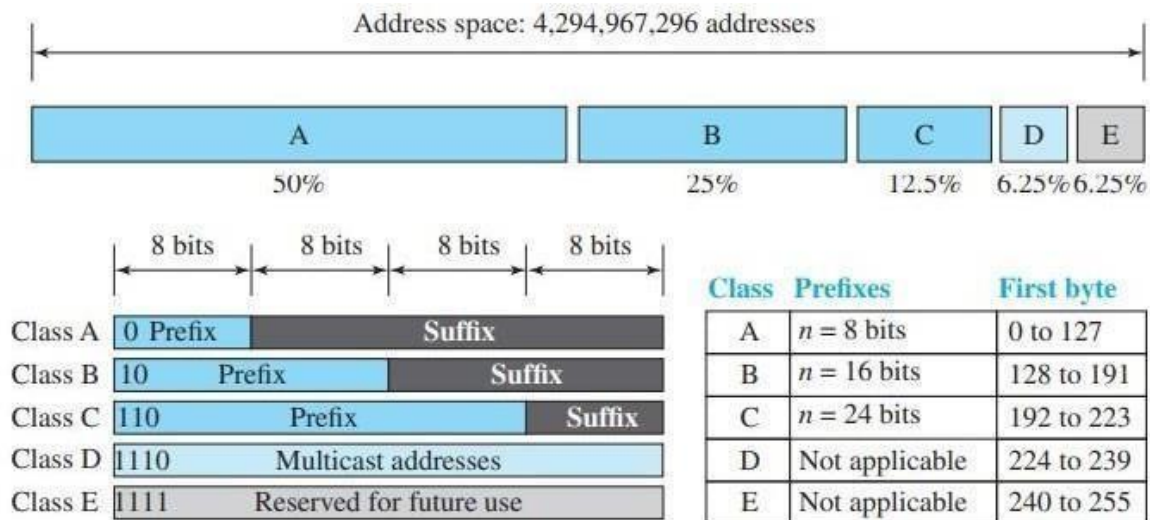 Address space: 4,294,967,296 addresses
A B C D E
50% 25% 12.5% 6.25% 6.25%
8 bits 8 bits 8 bits 8 bits
Class A 0 Prefix Suffix
Class B 10 Prefix Suffix
Class C 110 Prefix Suffix
Class D 1110 Multicast addresses
Class E 1111 Reserved for future use
Class Prefixes First byte
A n = 8 bits 0 to 127
B n = 16 bits 128 to 191
C n = 24 bits 192 to 223
D Not applicable 224 to 239
E Not applicable 240 to 255